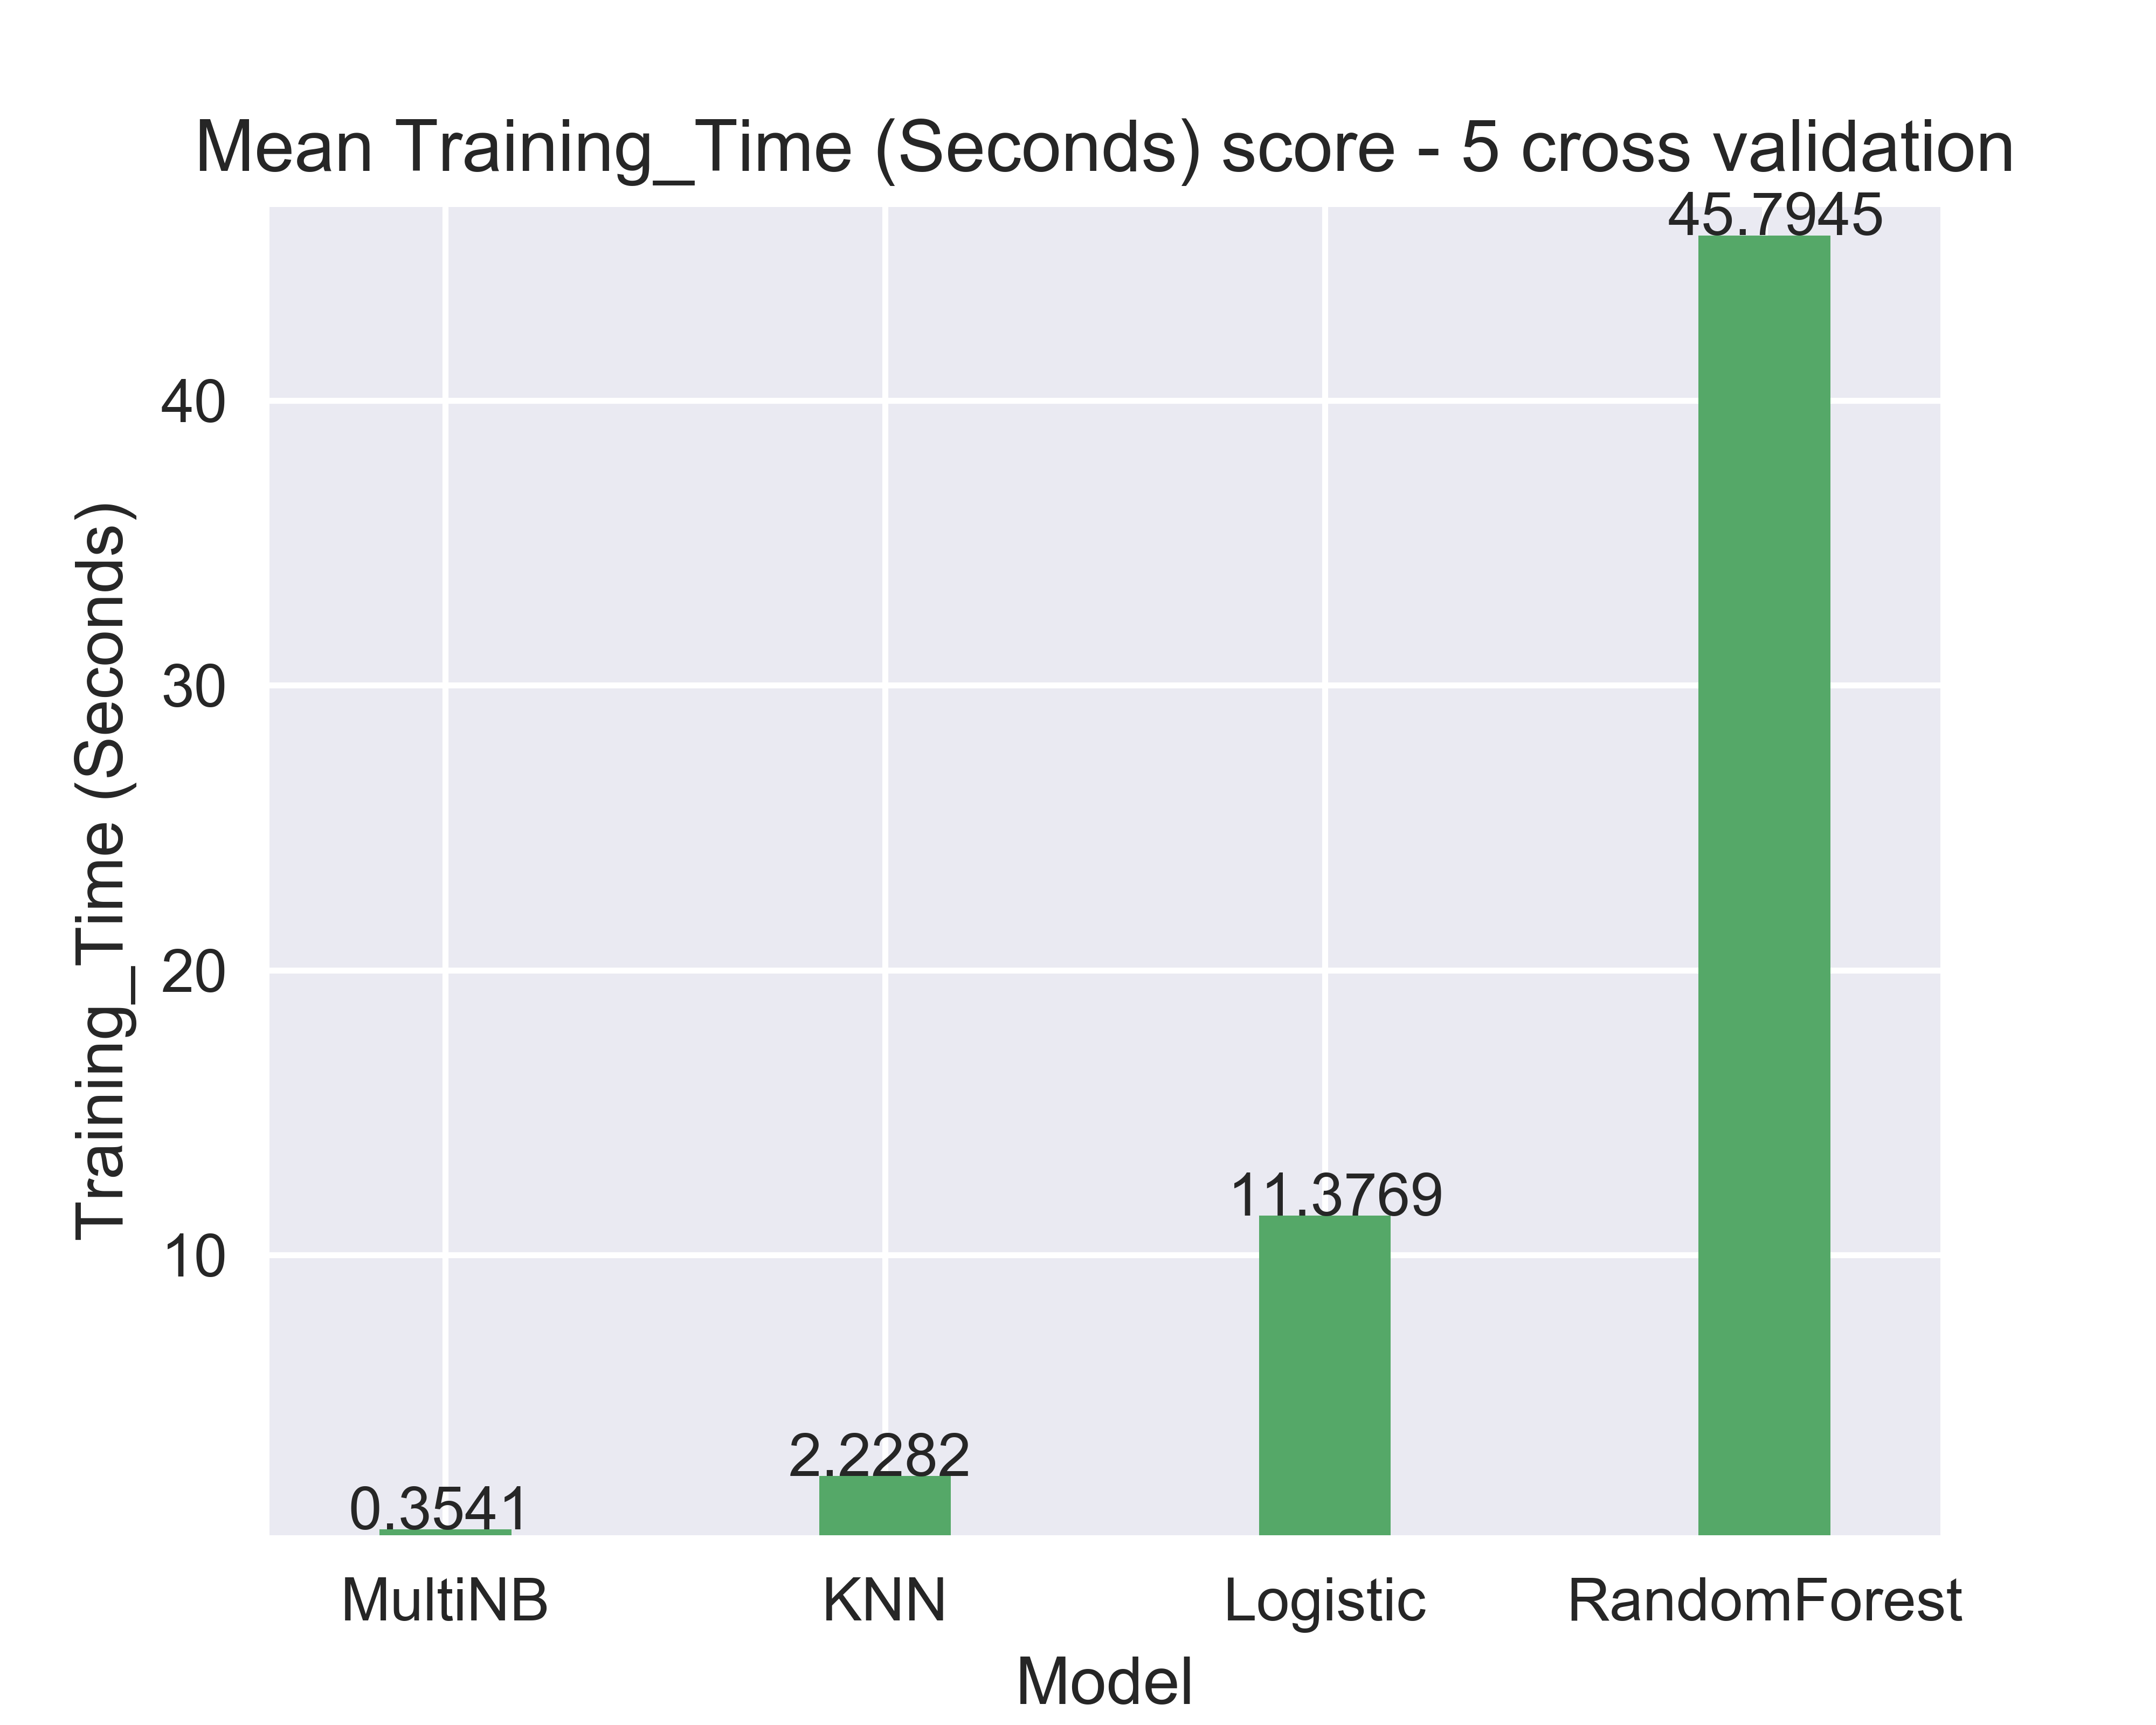 Mean Training_Time (Seconds) score - 5 cross validation
45.7945
40
30
20
11.3769
10
2.2282
0.3541
Training_Time (Seconds)
MultiNB KNN Logistic RandomForest
Model